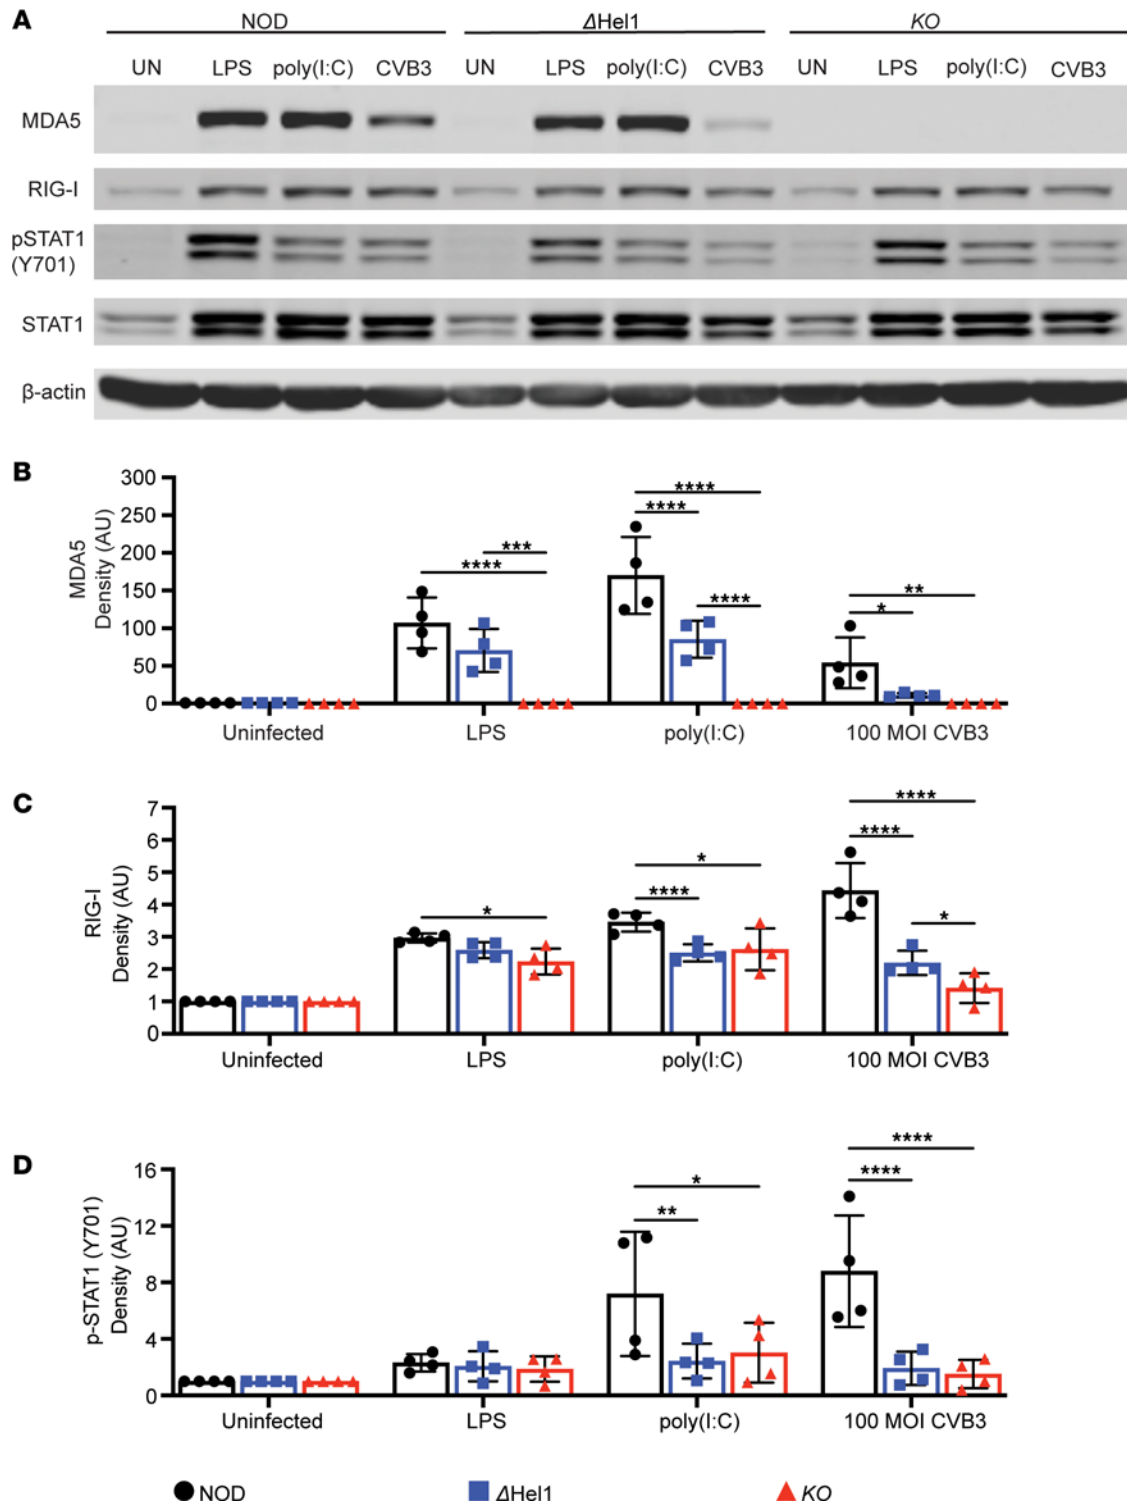 A
NOD ΔHel1 KO
UN LPS poly(I:C) CVB3 UN LPS poly(I:C) CVB3 UN LPS poly(I:C) CVB3
MDA5
RIG-I
pSTAT1
(Y701)
STAT1
β-actin
B
MDA5
Density (AU)
300
250
200
150
100
50
0
*** **** **** **** **** ** *
Uninfected LPS poly(I:C) 100 MOI CVB3
C
RIG-I
Density (AU)
7
6
5
4
3
2
1
0
* * **** **** **** *
Uninfected LPS poly(I:C) 100 MOI CVB3
D
p-STAT1 (Y701)
Density (AU)
16
12
8
4
0
* ** **** ****
Uninfected LPS poly(I:C) 100 MOI CVB3
NOD ΔHel1 KO